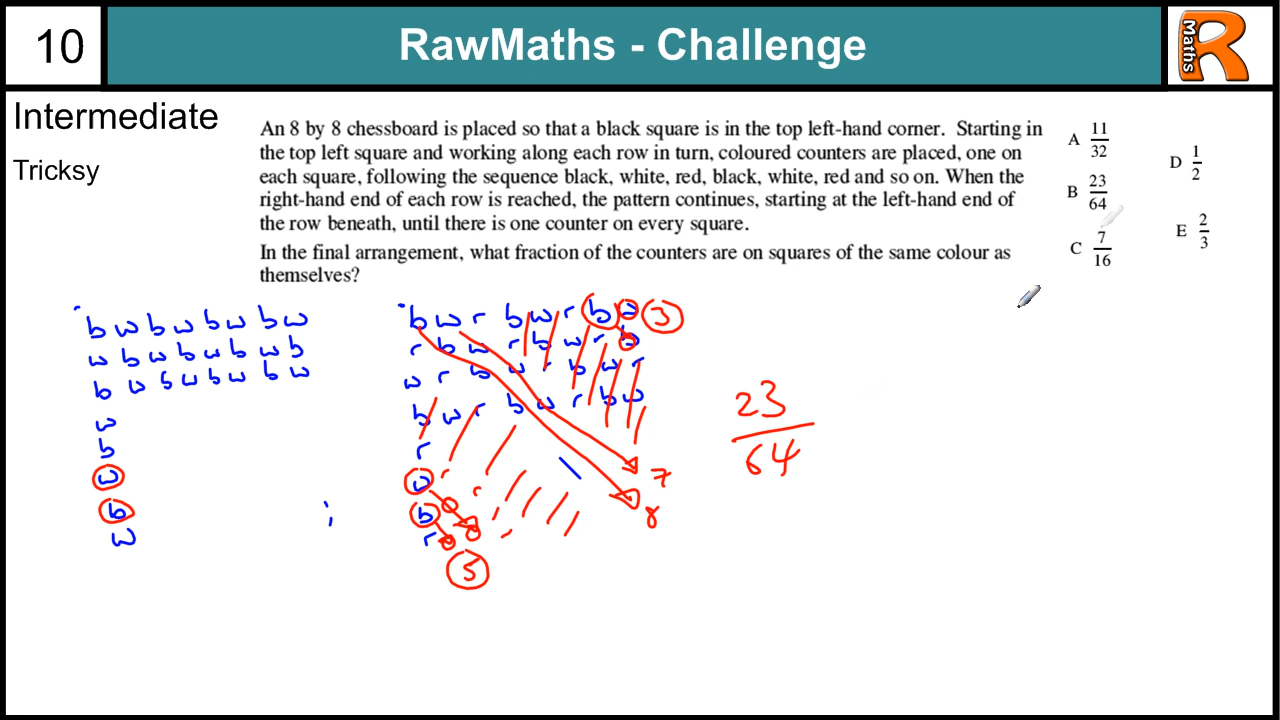 10
RawMaths - Challenge
Maths
R
Intermediate
Tricksy
An 8 by 8 chessboard is placed so that a black square is in the top left-hand corner. Starting in
the top left square and working along each row in turn, coloured counters are placed, one on
each square, following the sequence black, white, red, black, white, red and so on. When the
right-hand end of each row is reached, the pattern continues, starting at the left-hand end of
the row beneath, until there is one counter on every square.
In the final arrangement, what fraction of the counters are on squares of the same colour as
themselves?
A 11/32
B 23/64
C 7/16
D 1/2
E 2/3
b w b w b w b w
w b w b w b w b
b w b w b w b w
w
b
w
b
w
b w r b w r b w 3
r b w r b w r b
w r b w r b w r
b w r b w r b w
r
w
b
r
5
7
8
23/64